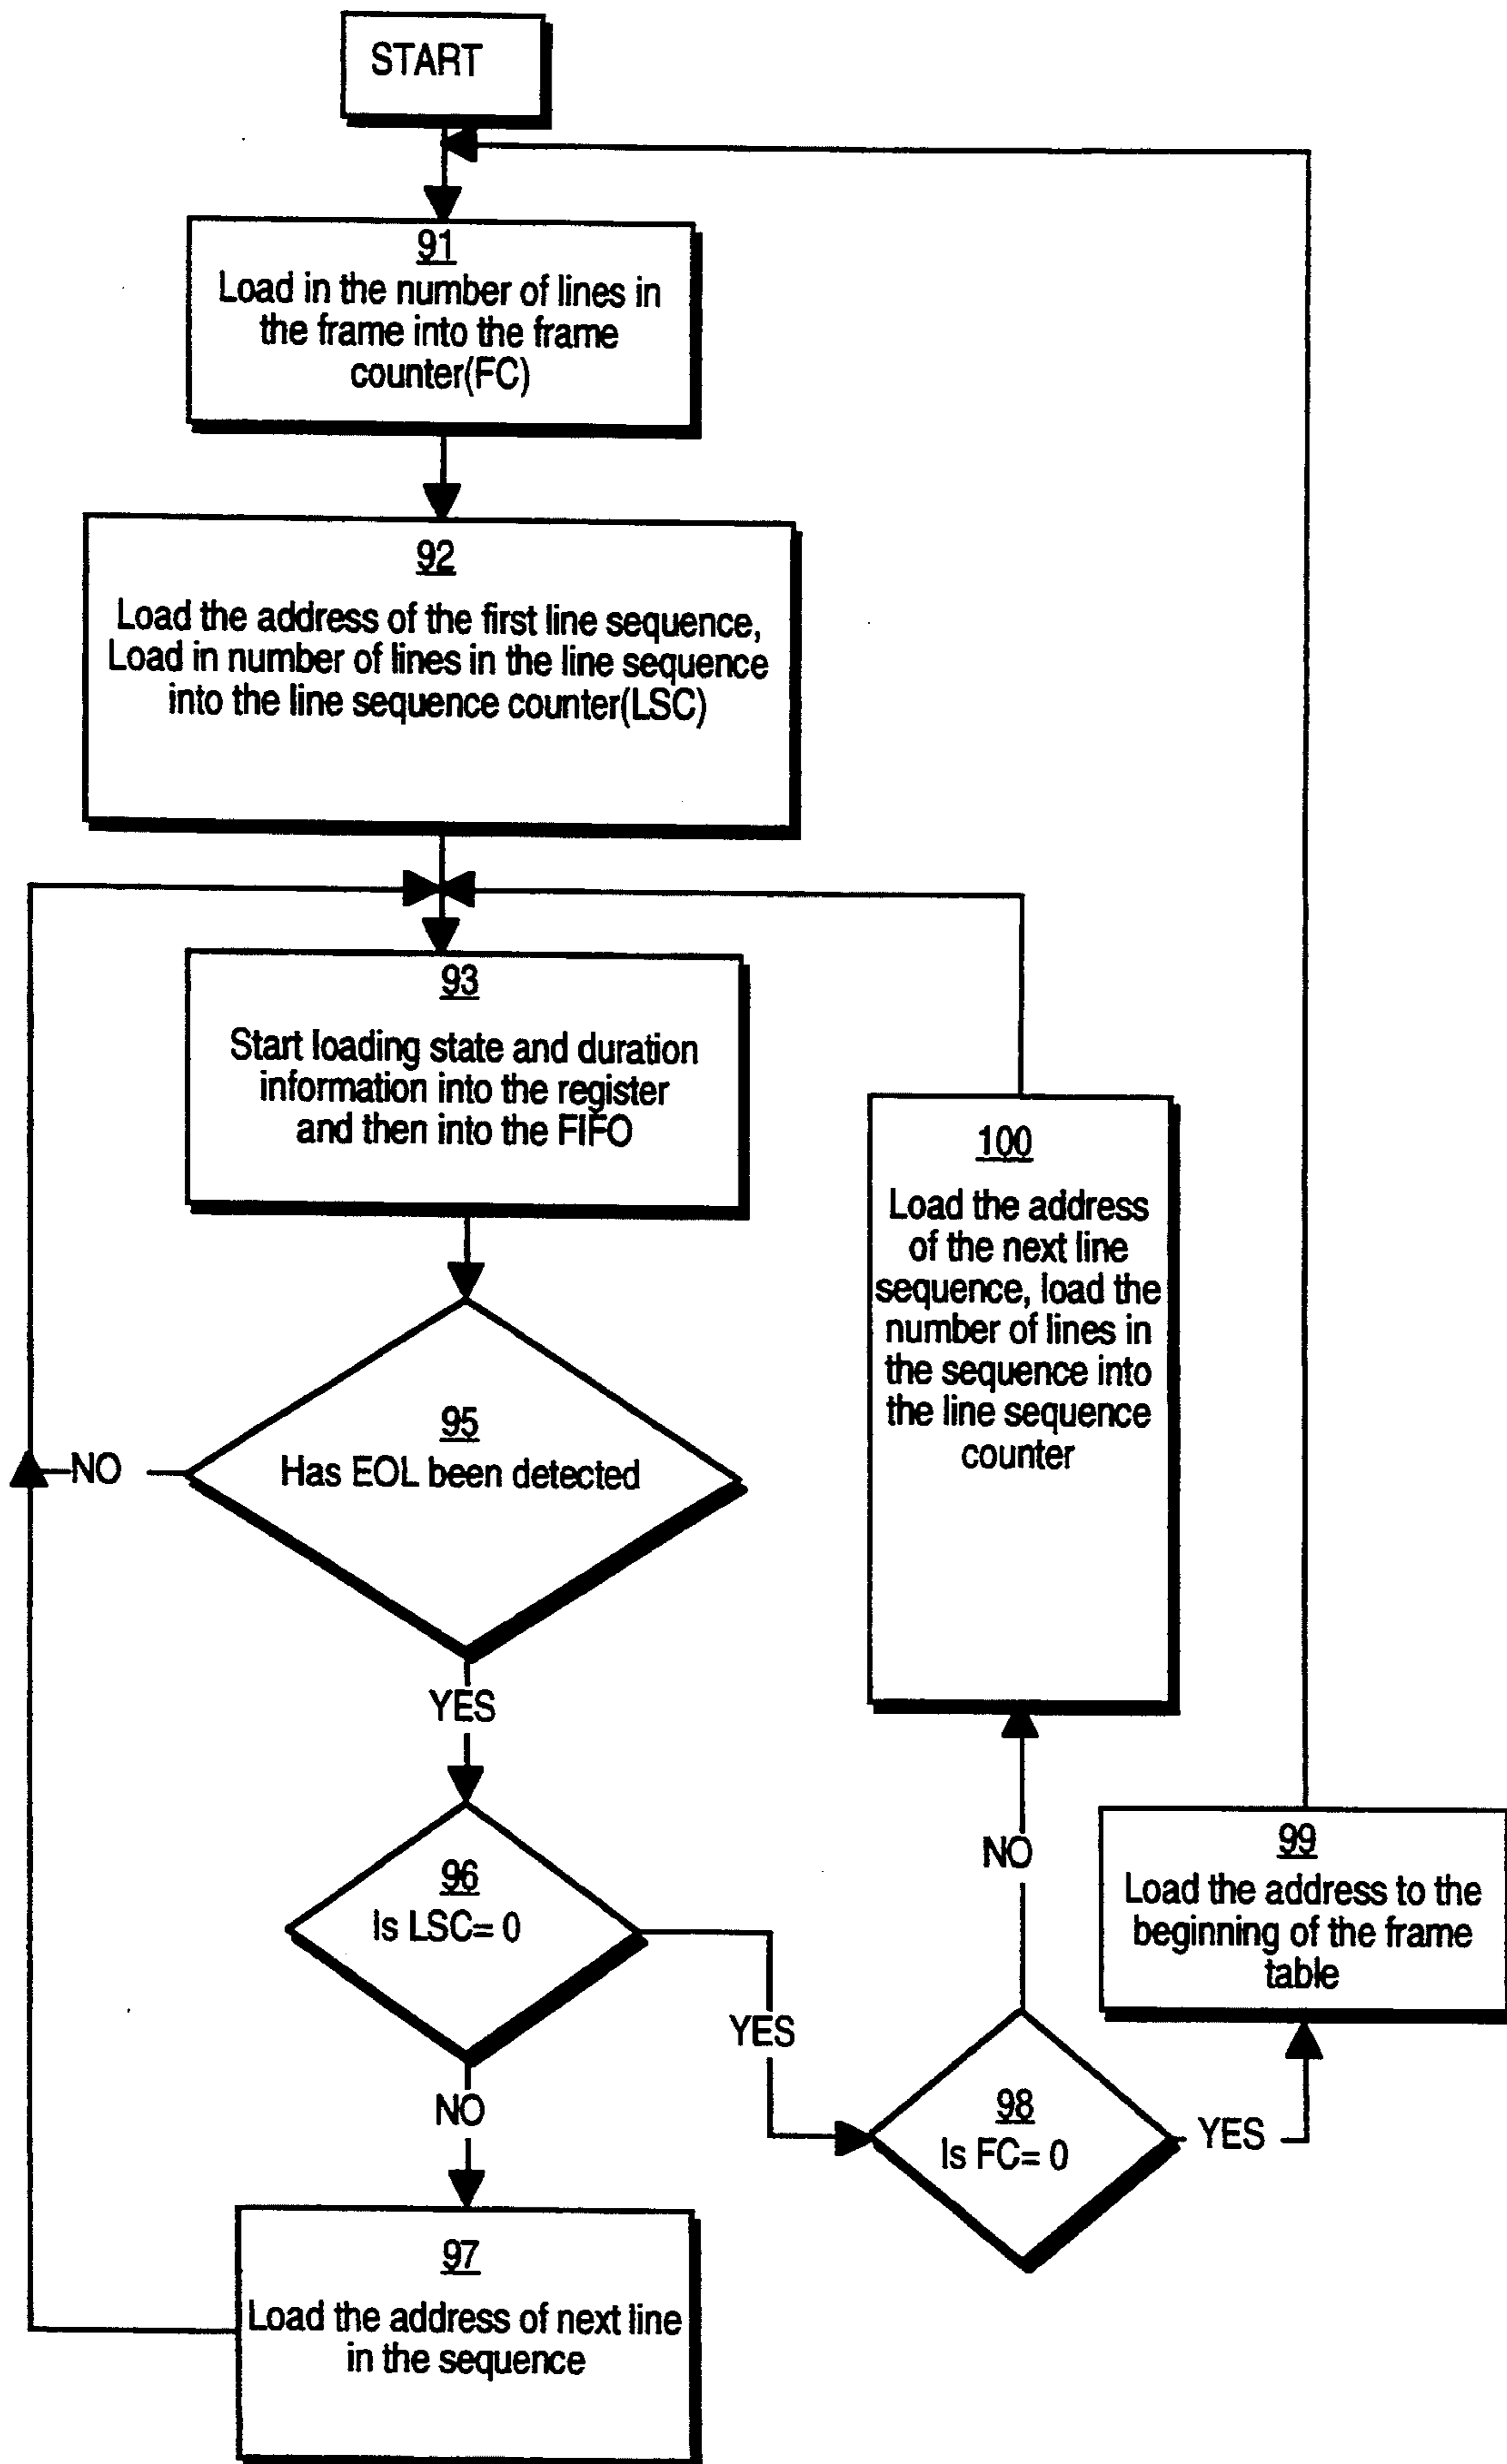 START
91
Load in the number of lines in
the frame into the frame
counter(FC)
92
Load the address of the first line sequence,
Load in number of lines in the line sequence
into the line sequence counter(LSC)
93
Start loading state and duration
information into the register
and then into the FIFO
100
Load the address
of the next line
sequence, load the
number of lines in
the sequence into
the line sequence
counter
95
Has EOL been detected
NO
YES
96
Is LSC= 0
YES
NO
97
Load the address of next line
in the sequence
98
Is FC= 0
NO
YES
99
Load the address to the
beginning of the frame
table